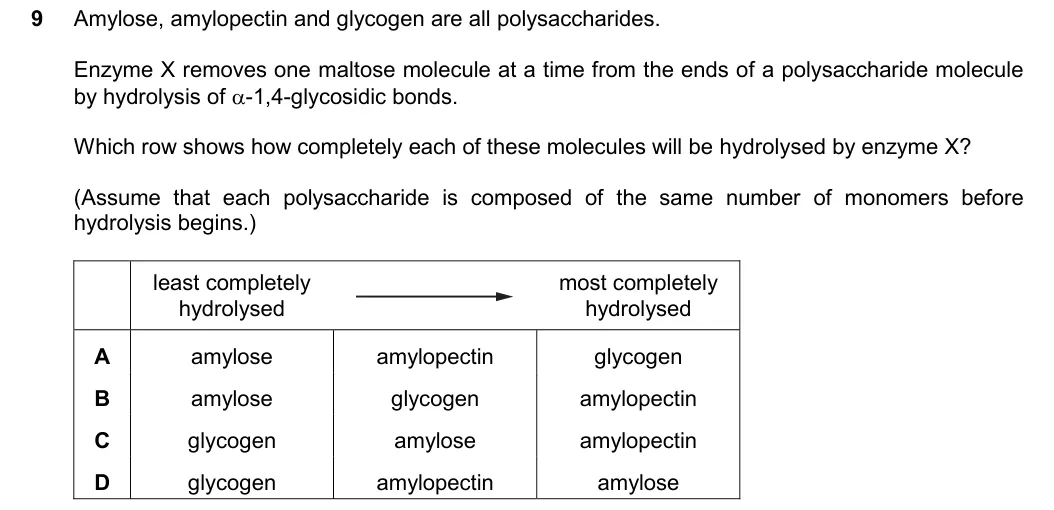 9 Amylose, amylopectin and glycogen are all polysaccharides.
Enzyme X removes one maltose molecule at a time from the ends of a polysaccharide molecule
by hydrolysis of α-1,4-glycosidic bonds.
Which row shows how completely each of these molecules will be hydrolysed by enzyme X?
(Assume that each polysaccharide is composed of the same number of monomers before
hydrolysis begins.)
least completely most completely
hydrolysed hydrolysed
A amylose amylopectin glycogen
B amylose glycogen amylopectin
C glycogen amylose amylopectin
D glycogen amylopectin amylose